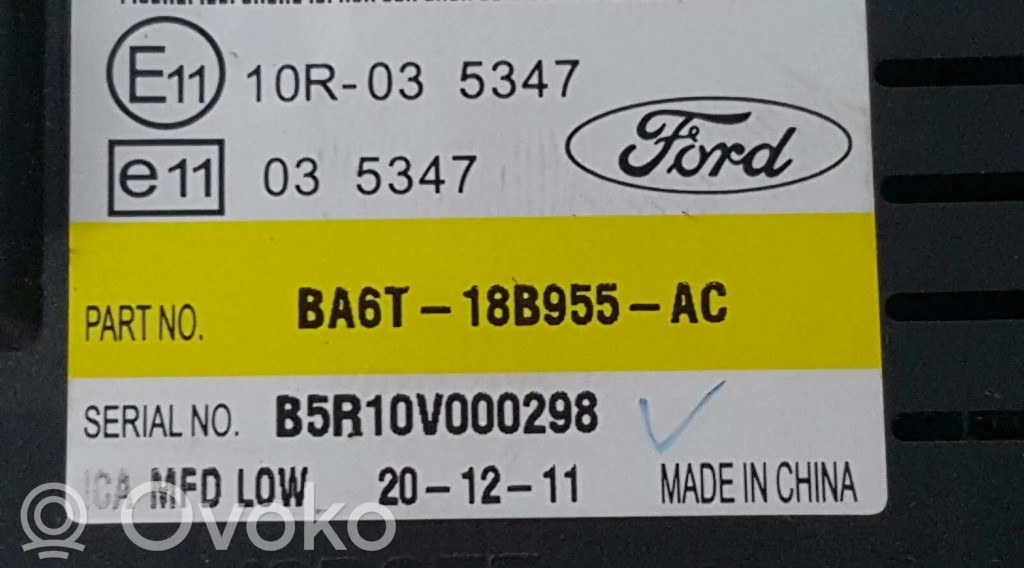 E11 10R-03 5347
Ford
e11 03 5347
PART NO. BA6T-18B955-AC
SERIAL NO. B5R10V000298
ICA MFD LOW 20-12-11 MADE IN CHINA
Ovoko